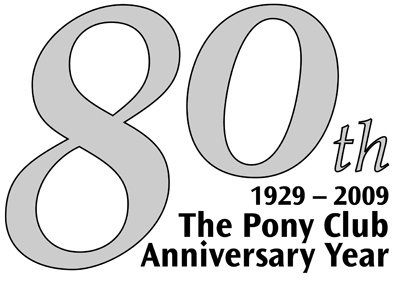 80th
1929 – 2009
The Pony Club
Anniversary Year